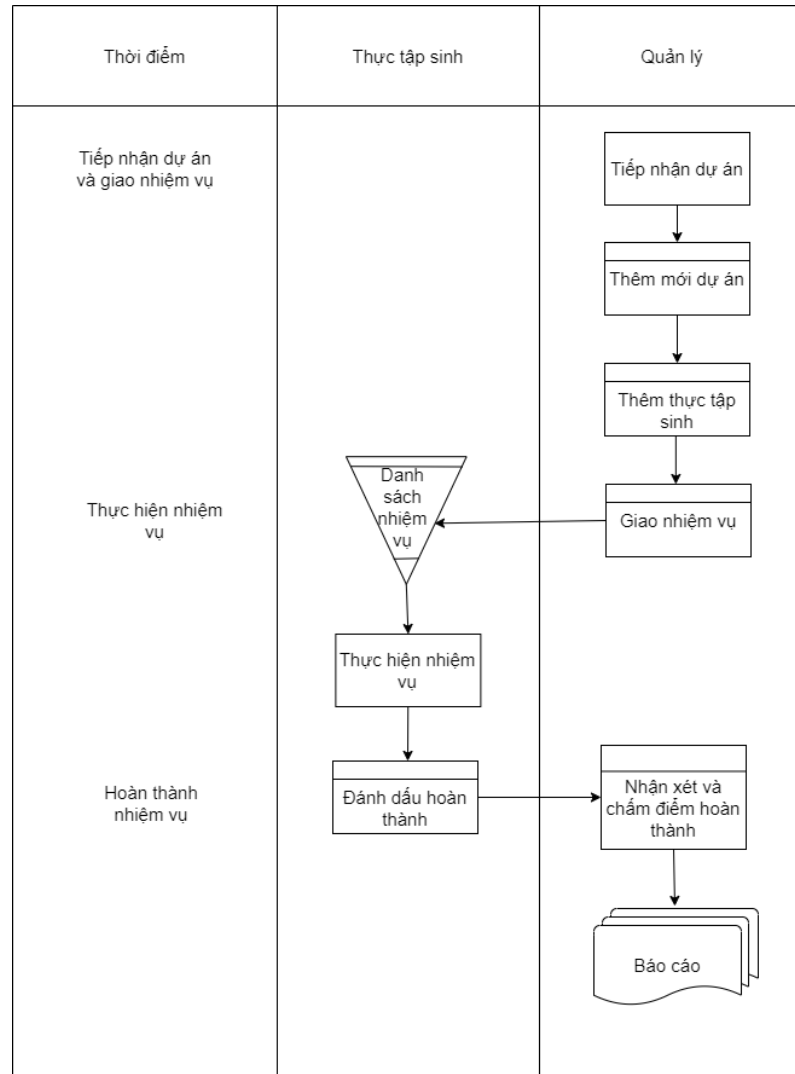 Thời điểm
Thực tập sinh
Quản lý
Tiếp nhận dự án
và giao nhiệm vụ
Tiếp nhận dự án
Thêm mới dự án
Thêm thực tập
sinh
Thực hiện nhiệm
vụ
Danh
sách
nhiệm
vụ
Giao nhiệm vụ
Thực hiện nhiệm
vụ
Hoàn thành
nhiệm vụ
Đánh dấu hoàn
thành
Nhận xét và
chấm điểm hoàn
thành
Báo cáo